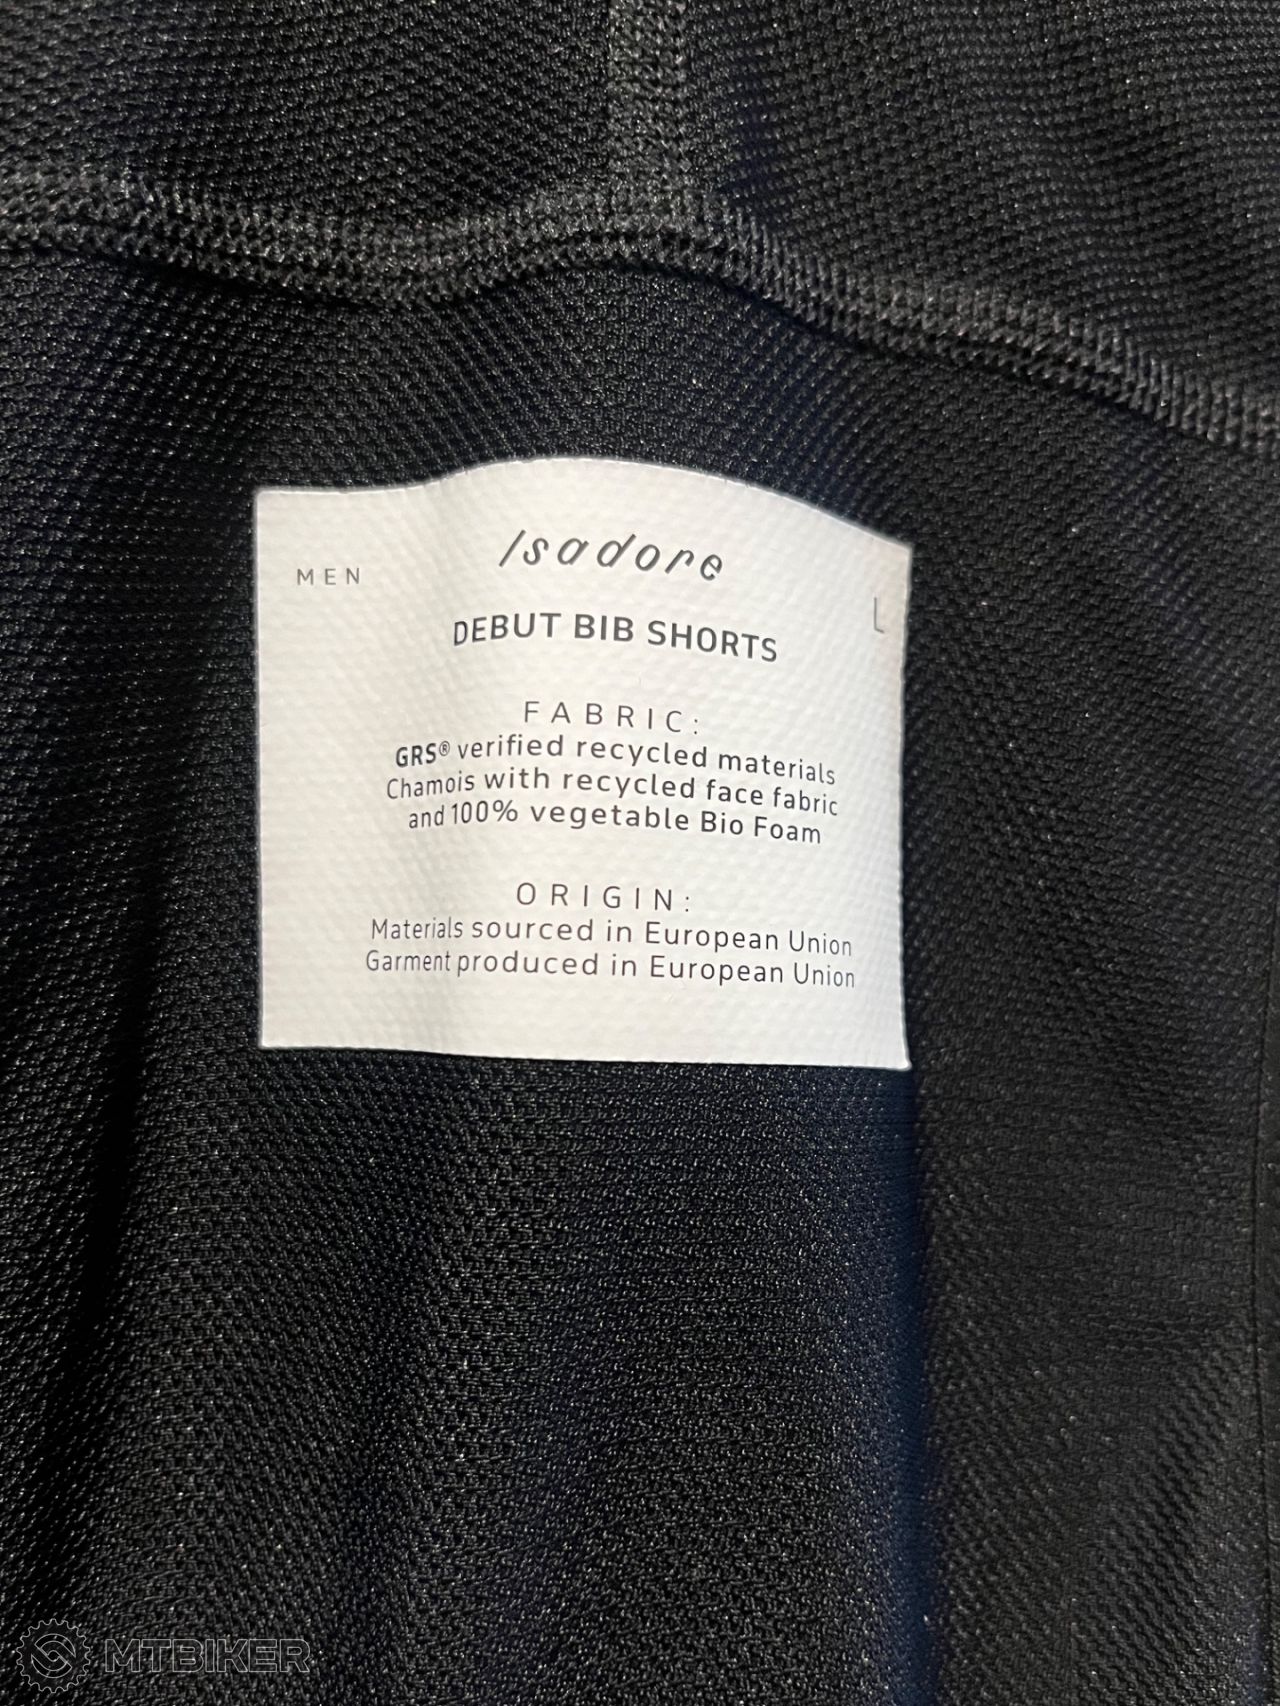 Isadore
MEN
L
DEBUT BIB SHORTS
FABRIC:
GRS® verified recycled materials
Chamois with recycled face fabric
and 100% vegetable Bio Foam
ORIGIN:
Materials sourced in European Union
Garment produced in European Union
MTBIKER